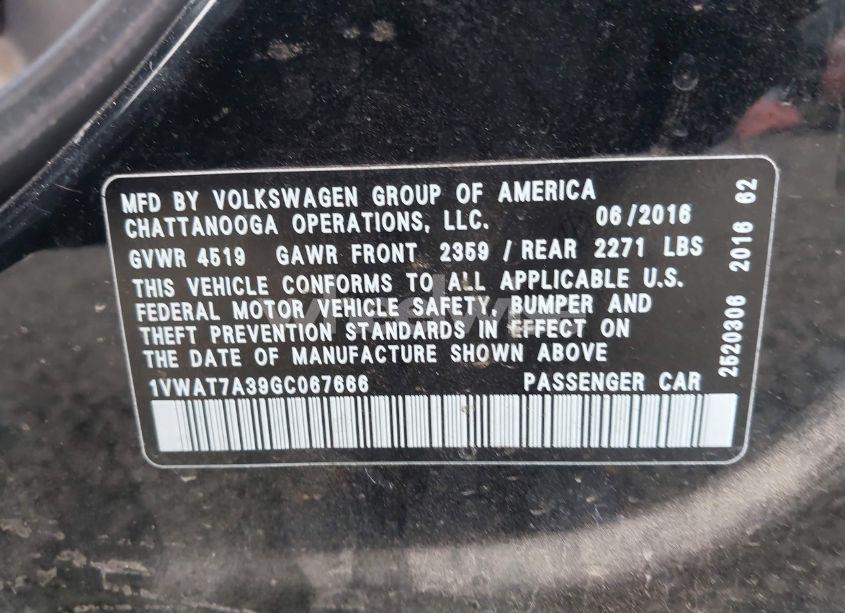 MFD BY VOLKSWAGEN GROUP OF AMERICA
CHATTANOOGA OPERATIONS, LLC. 06/2016
GVWR 4519 GAWR FRONT 2359 / REAR 2271 LBS
THIS VEHICLE CONFORMS TO ALL APPLICABLE U.S.
FEDERAL MOTOR VEHICLE SAFETY, BUMPER AND
THEFT PREVENTION STANDARDS IN EFFECT ON
THE DATE OF MANUFACTURE SHOWN ABOVE
1VWAT7A39GC067666 PASSENGER CAR
2520306 2016 62